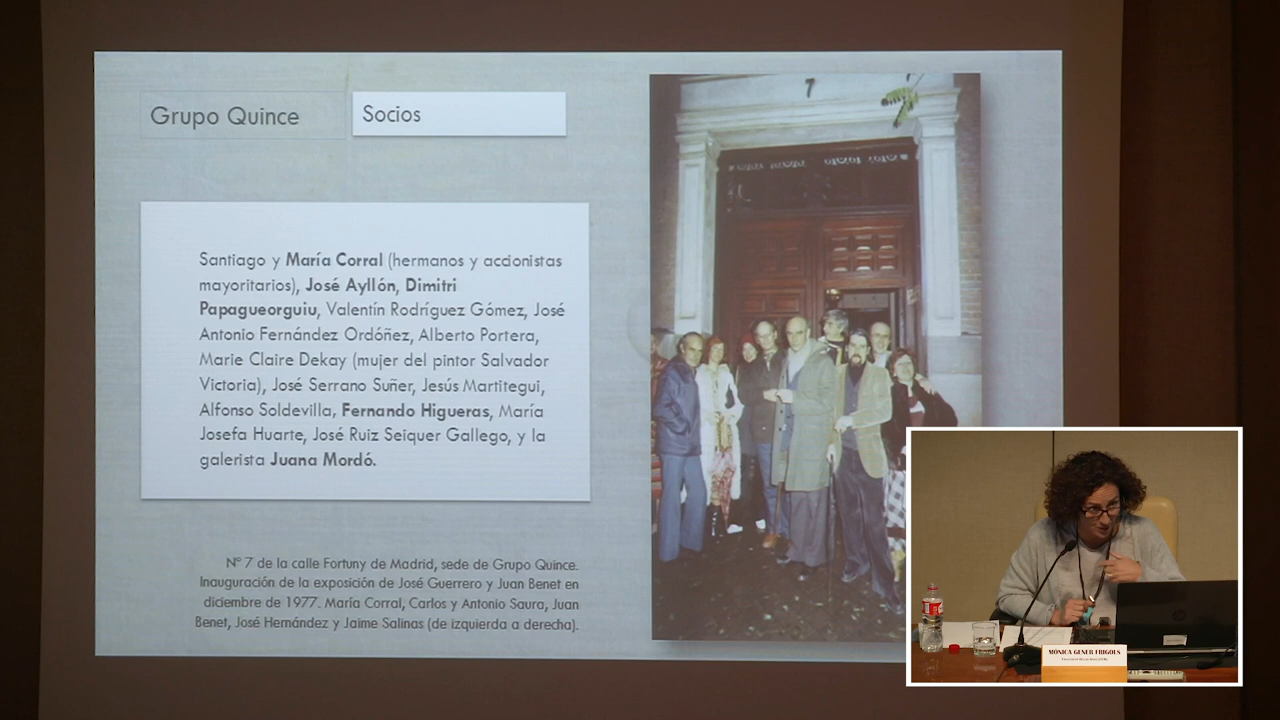 Grupo Quince
Socios
7
Santiago y María Corral (hermanos y accionistas
mayoritarios), José Ayllón, Dimitri
Papagueorguiu, Valentín Rodríguez Gómez, José
Antonio Fernández Ordóñez, Alberto Portera,
Marie Claire Dekay (mujer del pintor Salvador
Victoria), José Serrano Suñer, Jesús Martitegui,
Alfonso Soldevilla, Fernando Higueras, María
Josefa Huarte, José Ruiz Seiquer Gallego, y la
galerista Juana Mordó.
Nº 7 de la calle Fortuny de Madrid, sede de Grupo Quince.
Inauguración de la exposición de José Guerrero y Juan Benet en
diciembre de 1977. María Corral, Carlos y Antonio Saura, Juan
Benet, José Hernández y Jaime Salinas (de izquierda a derecha).
MÓNICA GENER FRIGOLS